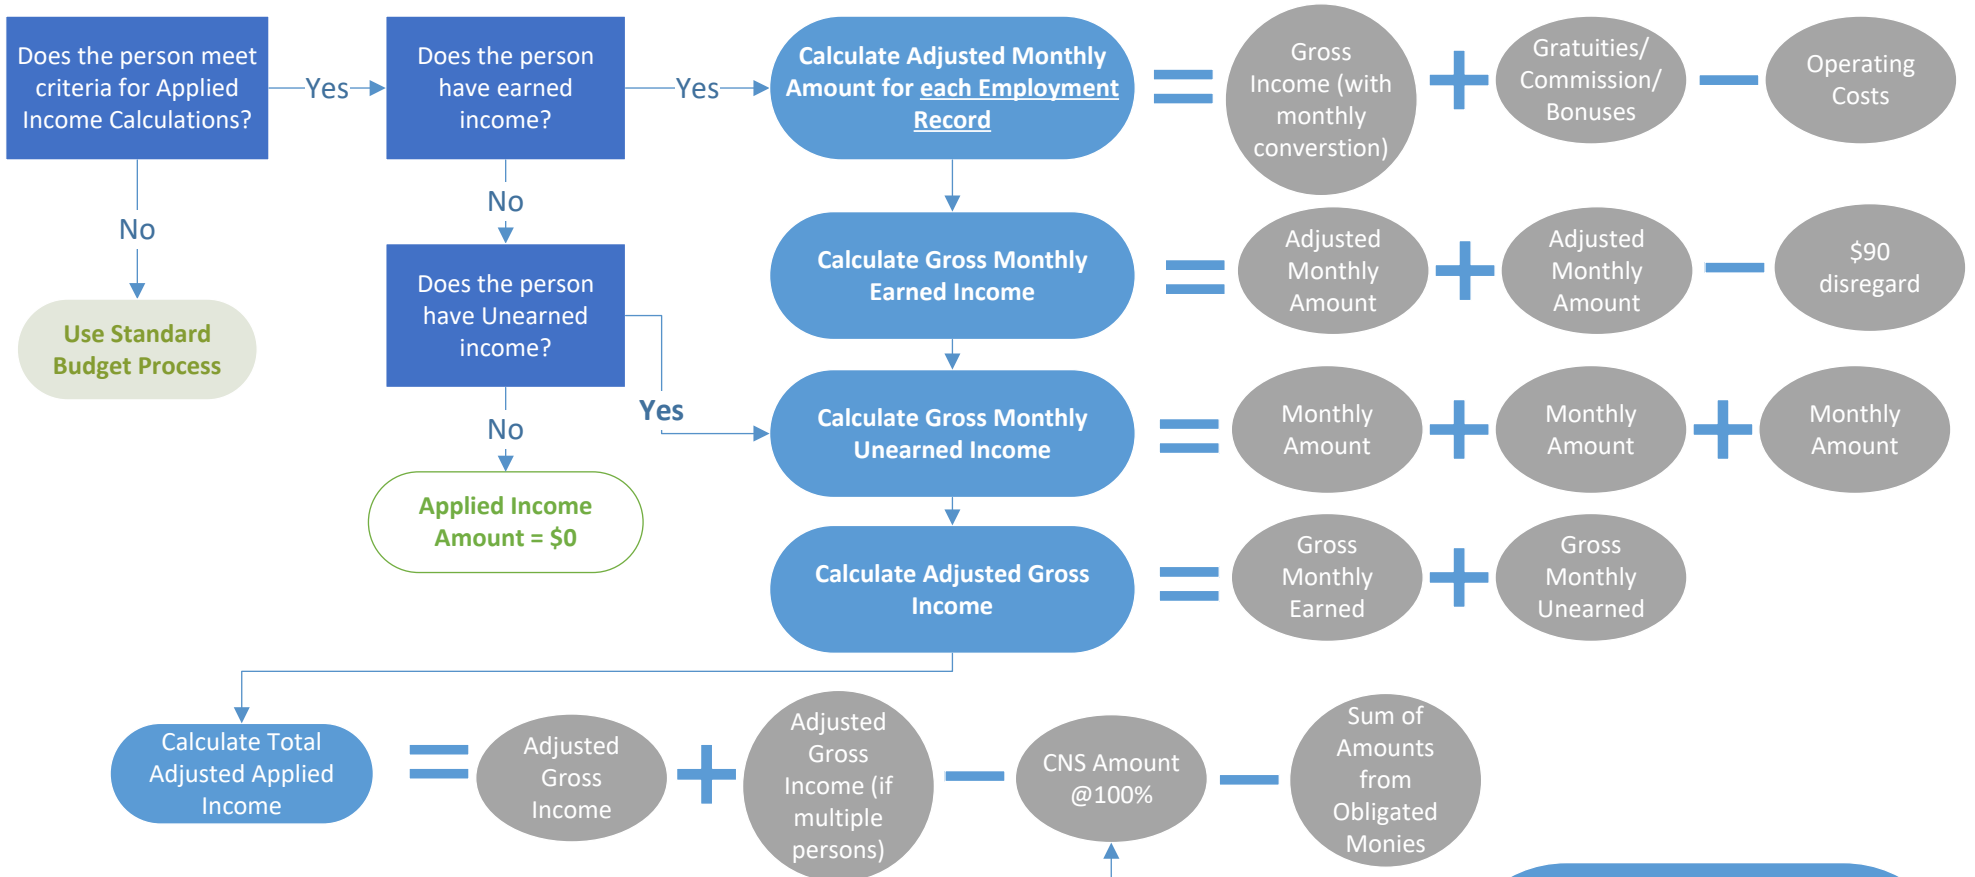 Does the person meet
criteria for Applied
Income Calculations?
Yes
Does the person
have earned
income?
Yes
Calculate Adjusted Monthly
Amount for each Employment
Record
Gross
Income (with
monthly
converstion)
Gratuities/
Commission/
Bonuses
Operating
Costs
No
No
Use Standard
Budget Process
Does the person
have Unearned
income?
Calculate Gross Monthly
Earned Income
Adjusted
Monthly
Amount
Adjusted
Monthly
Amount
$90
disregard
Yes
No
Calculate Gross Monthly
Unearned Income
Monthly
Amount
Monthly
Amount
Monthly
Amount
Applied Income
Amount = $0
Calculate Adjusted Gross
Income
Gross
Monthly
Earned
Gross
Monthly
Unearned
Calculate Total
Adjusted Applied
Income
Adjusted
Gross
Income
Adjusted
Gross
Income (if
multiple
persons)
CNS Amount
@100%
Sum of
Amounts
from
Obligated
Monies